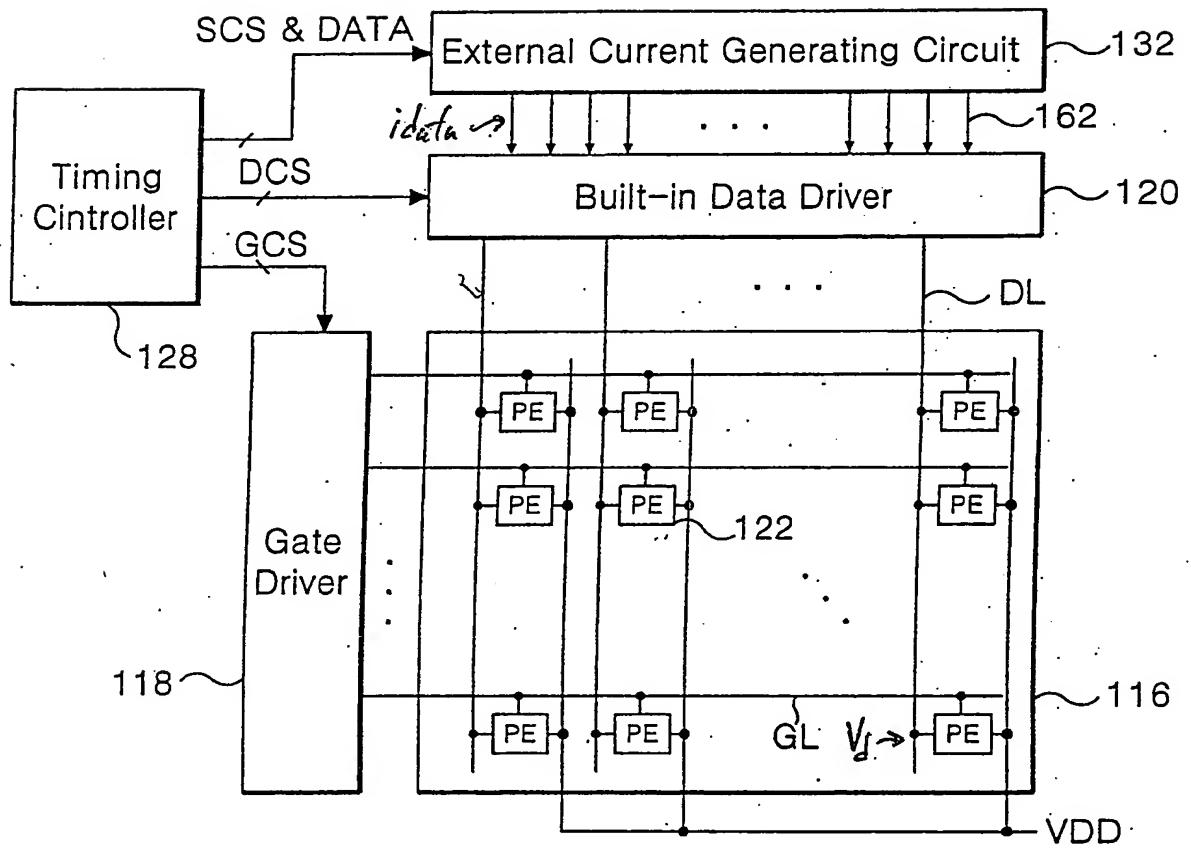 SCS & DATA
External Current Generating Circuit
132
idata
162
Timing
Cintroller
DCS
Built-in Data Driver
120
GCS
DL
128
PE PE PE
PE PE PE
122
Gate
Driver
118
116
PE PE PE
GL
Vd
VDD